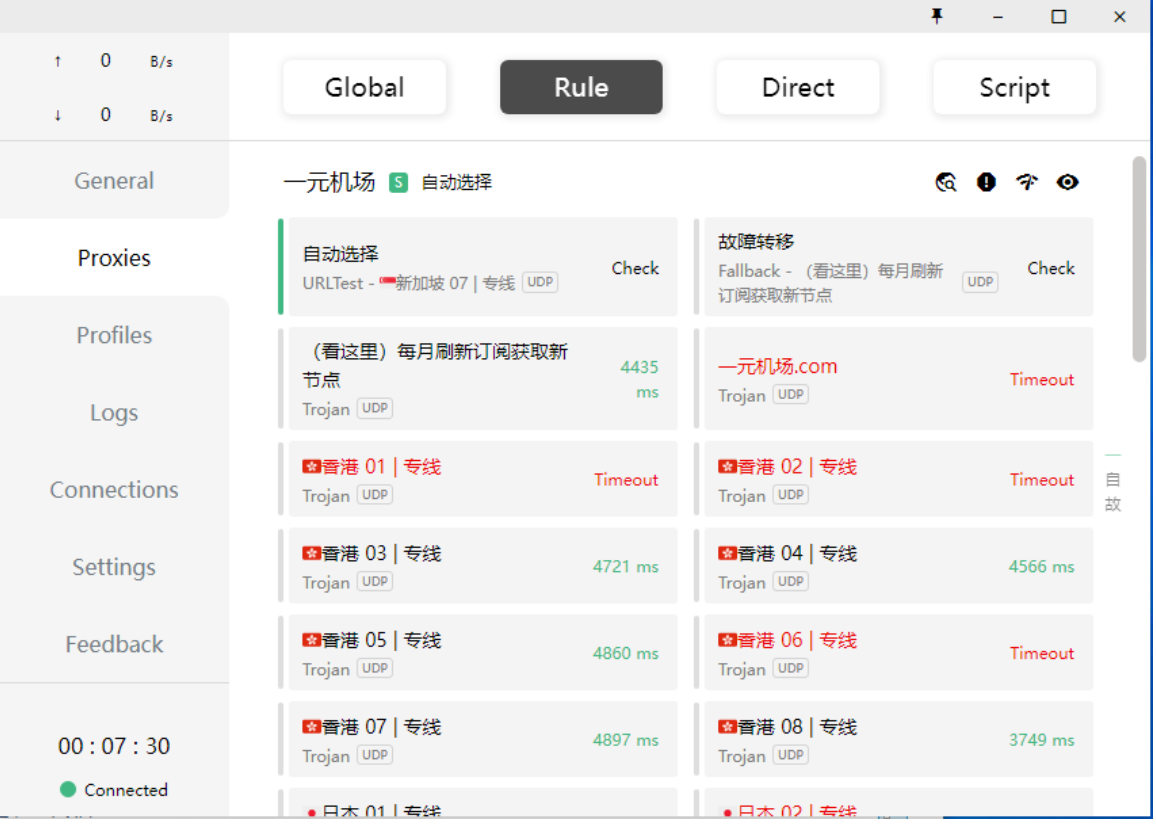 ↑ 0 B/s
↓ 0 B/s
Global
Rule
Direct
Script
General
Proxies
Profiles
Logs
Connections
Settings
Feedback
00 : 07 : 30
Connected
一元机场 S 自动选择
自动选择
URLTest - 新加坡 07 | 专线 UDP
Check
故障转移
Fallback - （看这里）每月刷新
订阅获取新节点 UDP
Check
（看这里）每月刷新订阅获取新
节点
Trojan UDP
4435
ms
一元机场.com
Trojan UDP
Timeout
香港 01 | 专线
Trojan UDP
Timeout
香港 02 | 专线
Trojan UDP
Timeout
香港 03 | 专线
Trojan UDP
4721 ms
香港 04 | 专线
Trojan UDP
4566 ms
香港 05 | 专线
Trojan UDP
4860 ms
香港 06 | 专线
Trojan UDP
Timeout
香港 07 | 专线
Trojan UDP
4897 ms
香港 08 | 专线
Trojan UDP
3749 ms
日本 01 | 专线
日本 02 | 专线
自
故